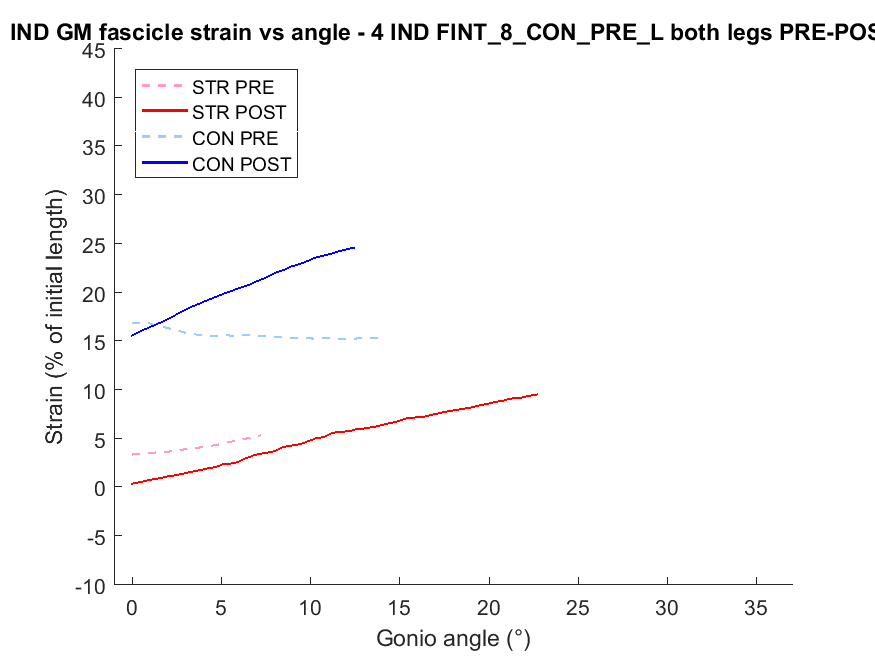 IND GM fascicle strain vs angle - 4 IND FINT_8_CON_PRE_L both legs PRE-POS
45
40
35
30
25
20
15
10
5
0
-5
-10
Strain (% of initial length)
STR PRE
STR POST
CON PRE
CON POST
0 5 10 15 20 25 30 35
Gonio angle (°)